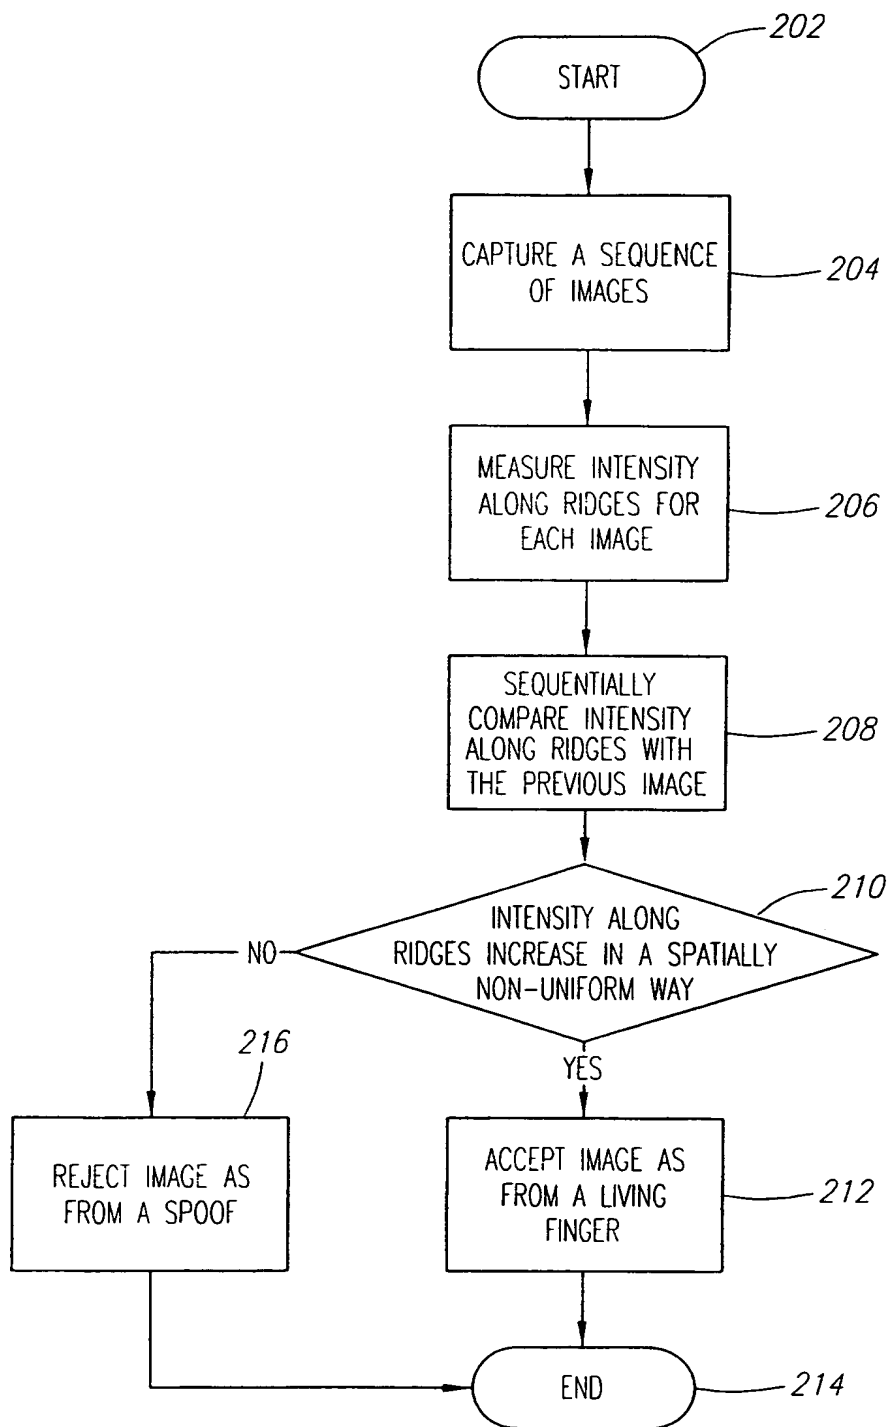 202
START
CAPTURE A SEQUENCE
OF IMAGES
204
MEASURE INTENSITY
ALONG RIDGES FOR
EACH IMAGE
206
SEQUENTIALLY
COMPARE INTENSITY
ALONG RIDGES WITH
THE PREVIOUS IMAGE
208
210
INTENSITY ALONG
RIDGES INCREASE IN A SPATIALLY
NON-UNIFORM WAY
NO
YES
216
REJECT IMAGE AS
FROM A SPOOF
ACCEPT IMAGE AS
FROM A LIVING
FINGER
212
END
214